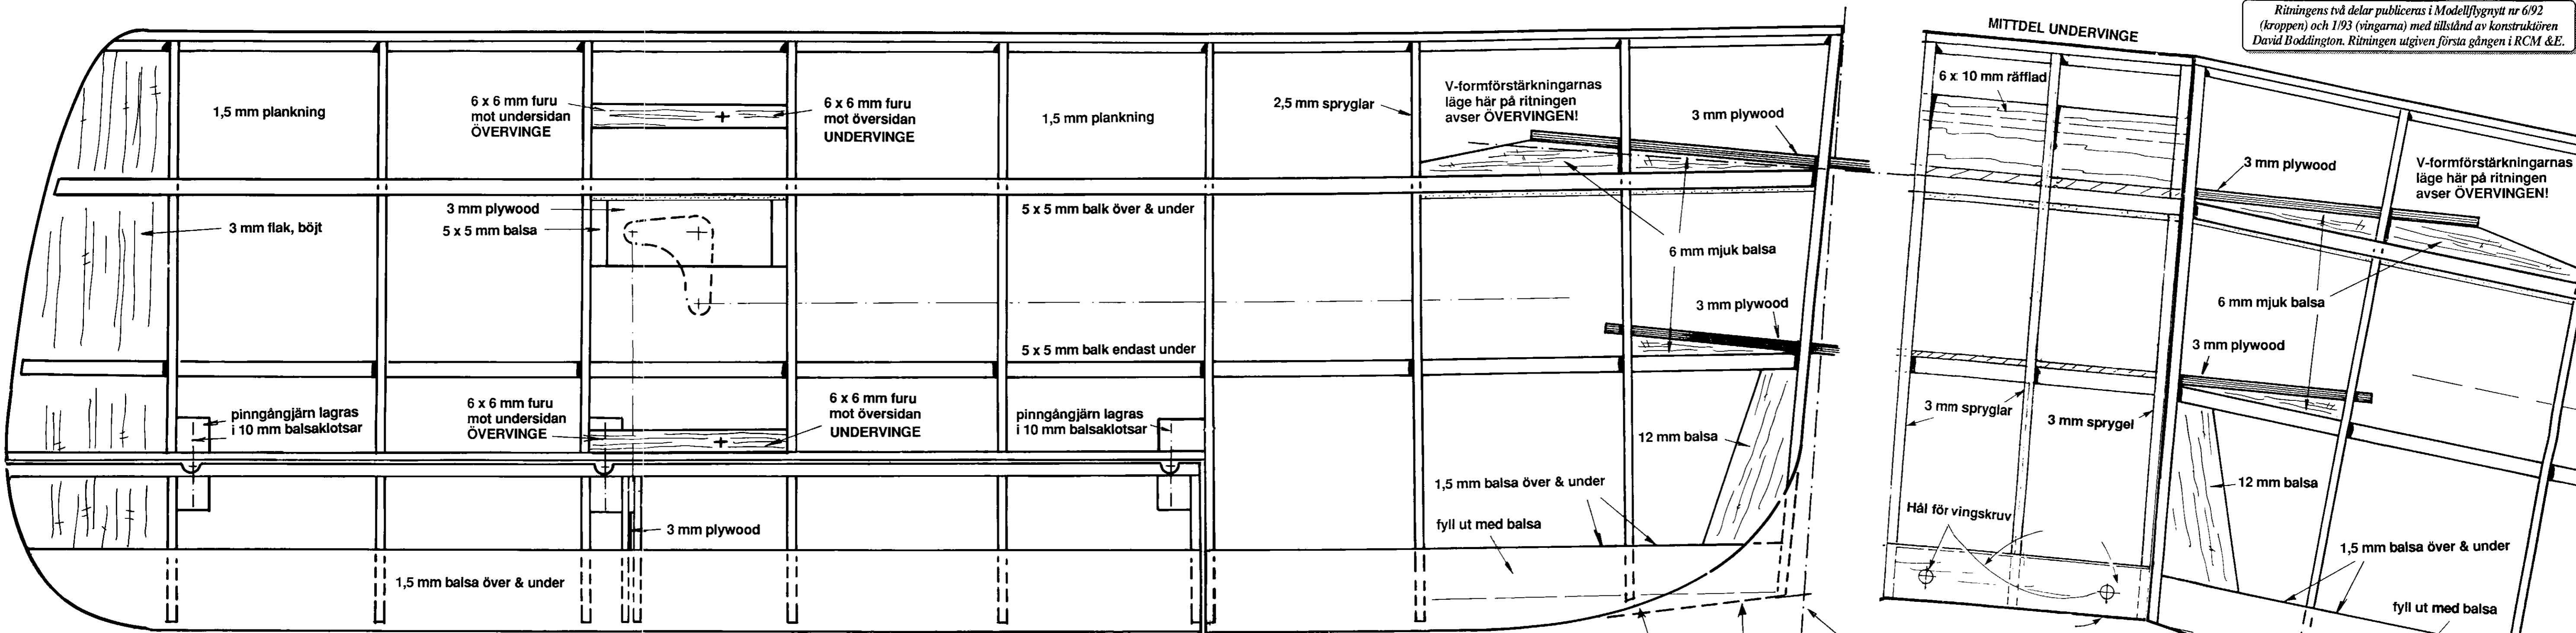 Ritningens två delar publiceras i Modellflygnytt nr 6/92
(kroppen) och 1/93 (vingarna) med tillstånd av konstruktören
David Boddington. Ritningen utgiven första gången i RCM &E.
1,5 mm plankning
6 x 6 mm furu
mot undersidan
ÖVERVINGE
6 x 6 mm furu
mot översidan
UNDERVINGE
1,5 mm plankning
2,5 mm spryglar
V-formförstärkningarnas
läge här på ritningen
avser ÖVERVINGEN!
3 mm plywood
3 mm flak, böjt
3 mm plywood
5 x 5 mm balsa
5 x 5 mm balk över & under
6 mm mjuk balsa
3 mm plywood
5 x 5 mm balk endast under
pinngångjärn lagras
i 10 mm balsaklotsar
6 x 6 mm furu
mot undersidan
ÖVERVINGE
6 x 6 mm furu
mot översidan
UNDERVINGE
pinngångjärn lagras
i 10 mm balsaklotsar
12 mm balsa
1,5 mm balsa över & under
fyll ut med balsa
3 mm plywood
1,5 mm balsa över & under
MITTDEL UNDERVINGE
6 x 10 mm räfflad
3 mm plywood
V-formförstärkningarnas
läge här på ritningen
avser ÖVERVINGEN!
6 mm mjuk balsa
3 mm plywood
3 mm spryglar
3 mm sprygel
12 mm balsa
Hål för vingskruv
1,5 mm balsa över & under
fyll ut med balsa